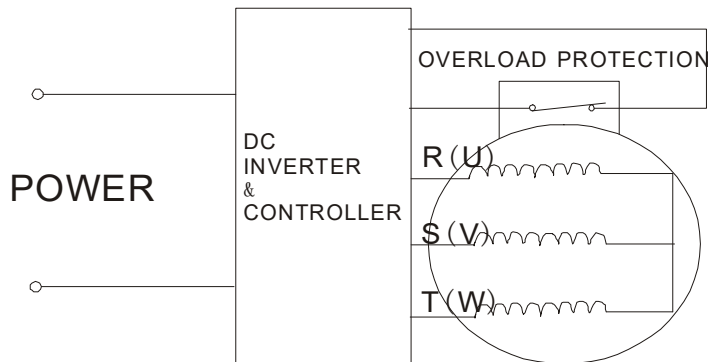 OVERLOAD PROTECTION
DC
INVERTER
&
CONTROLLER
POWER
R(U)
S(V)
T(W)